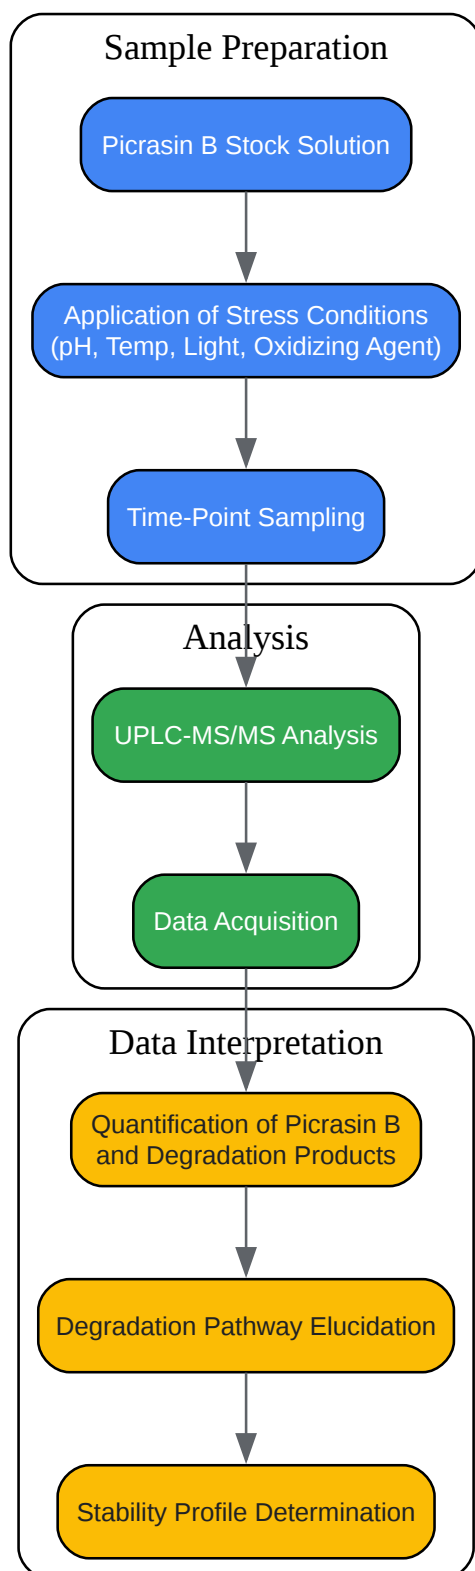 Sample Preparation
Picrasin B Stock Solution
Application of Stress Conditions
(pH, Temp, Light, Oxidizing Agent)
Time-Point Sampling
Analysis
UPLC-MS/MS Analysis
Data Acquisition
Data Interpretation
Quantification of Picrasin B
and Degradation Products
Degradation Pathway Elucidation
Stability Profile Determination